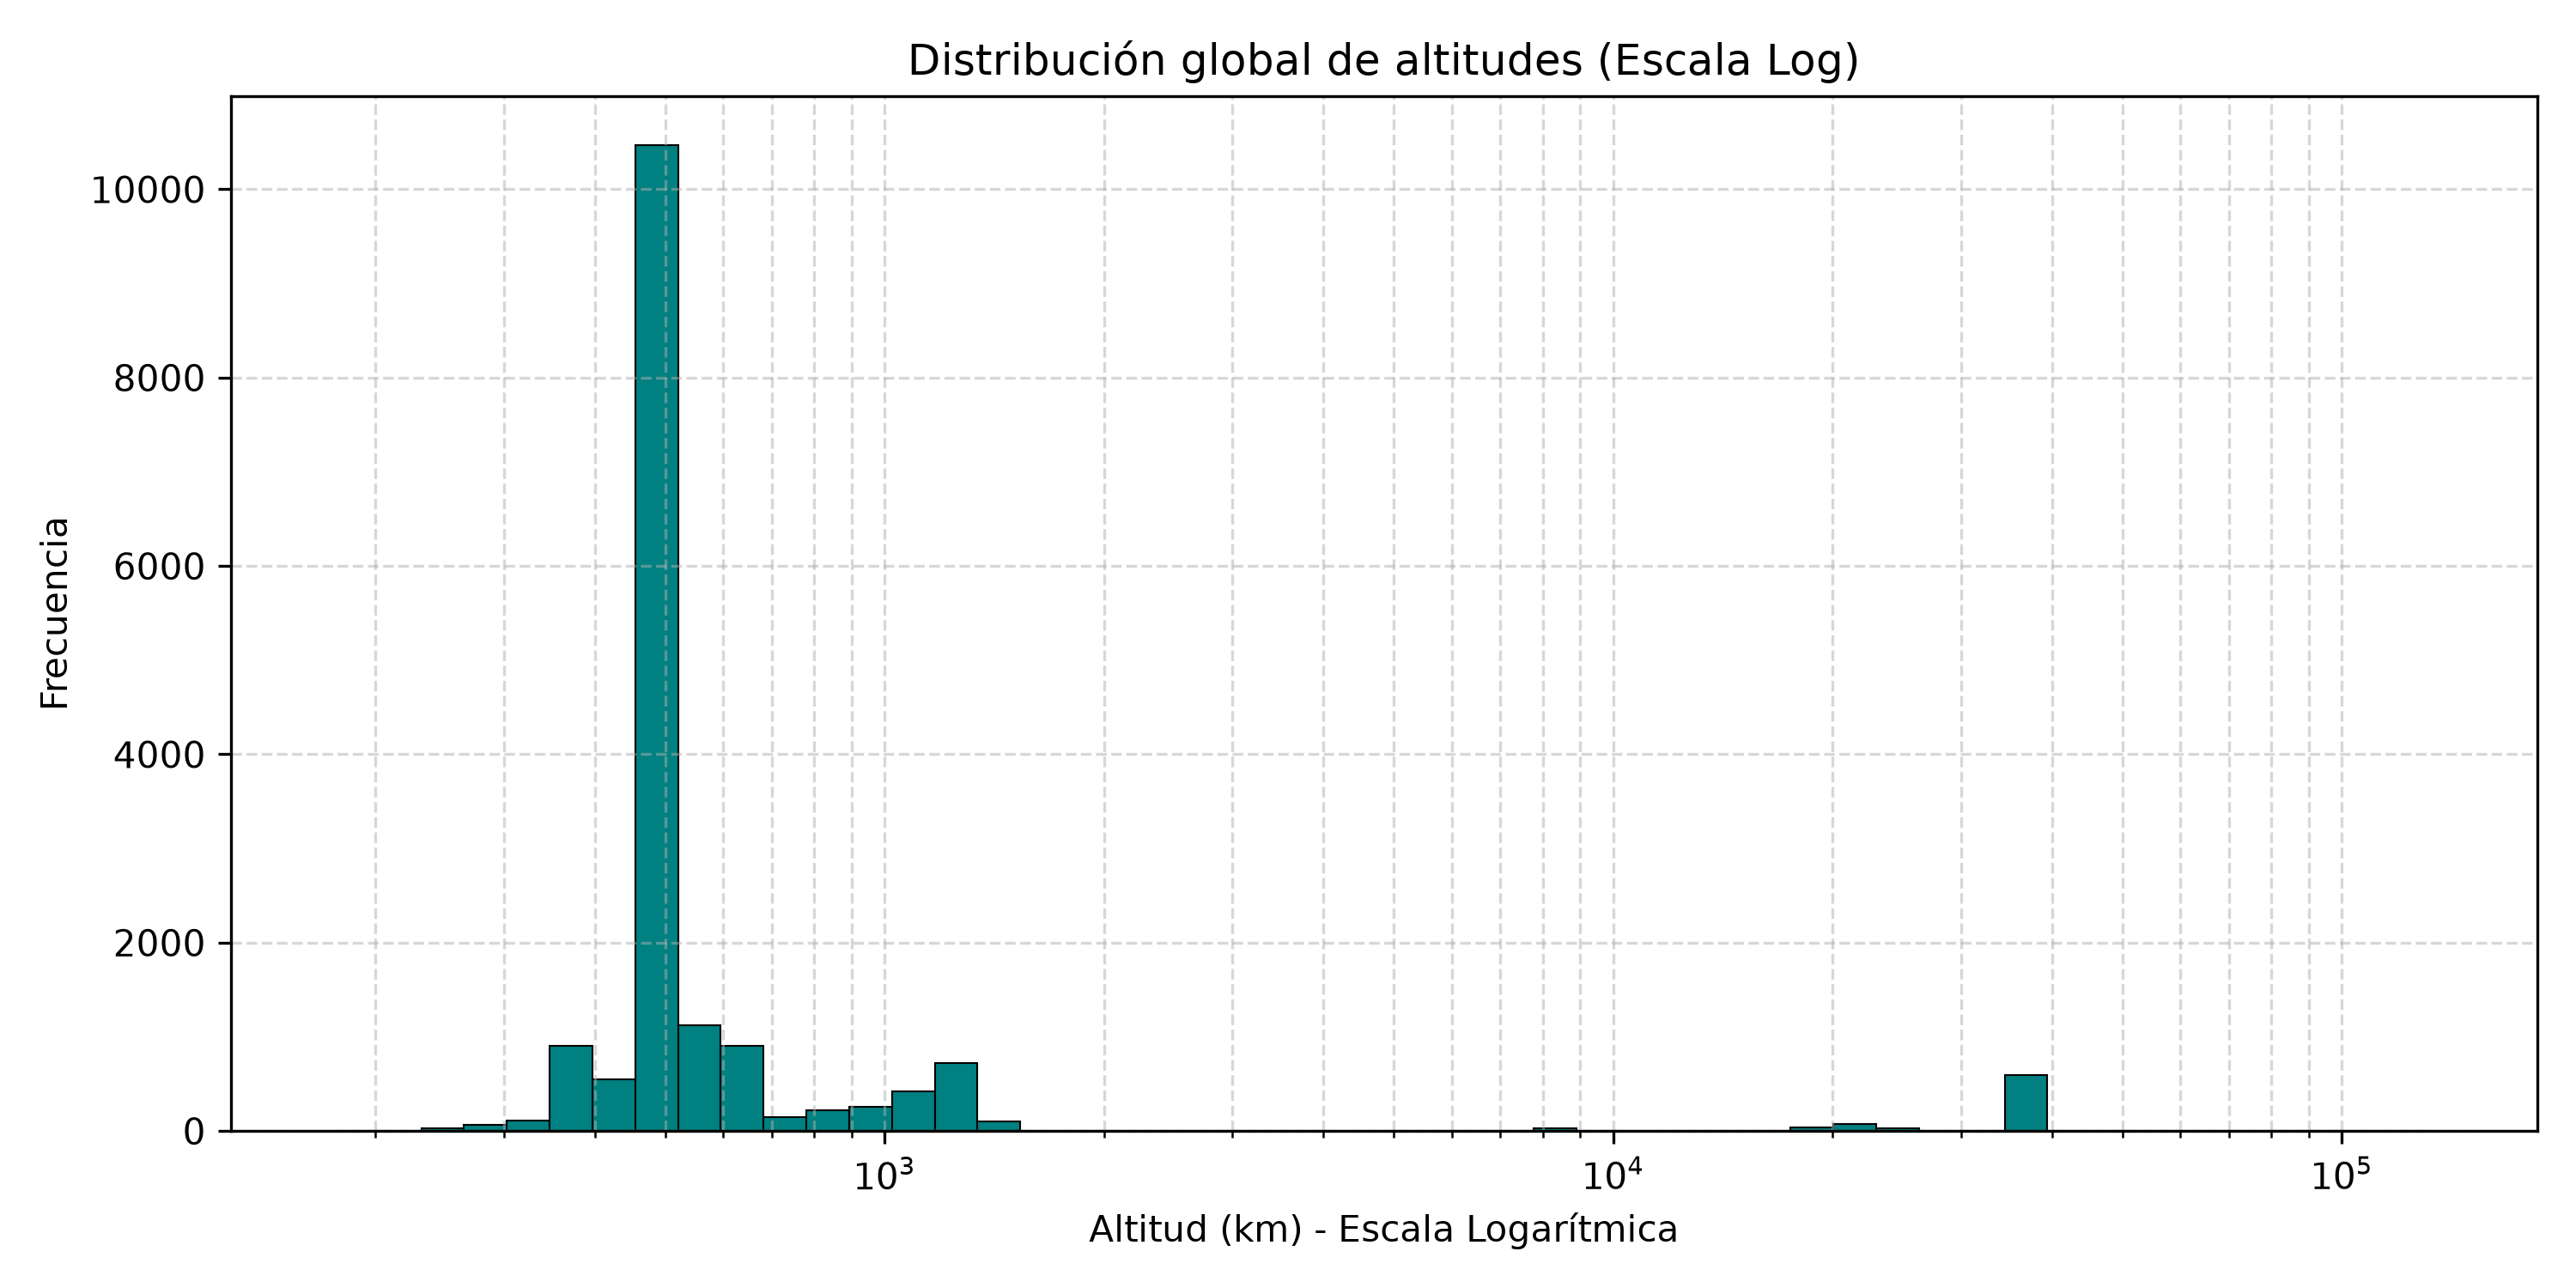 Distribución global de altitudes (Escala Log)
Frecuencia
10000
8000
6000
4000
2000
0
10³ 10⁴ 10⁵
Altitud (km) - Escala Logarítmica